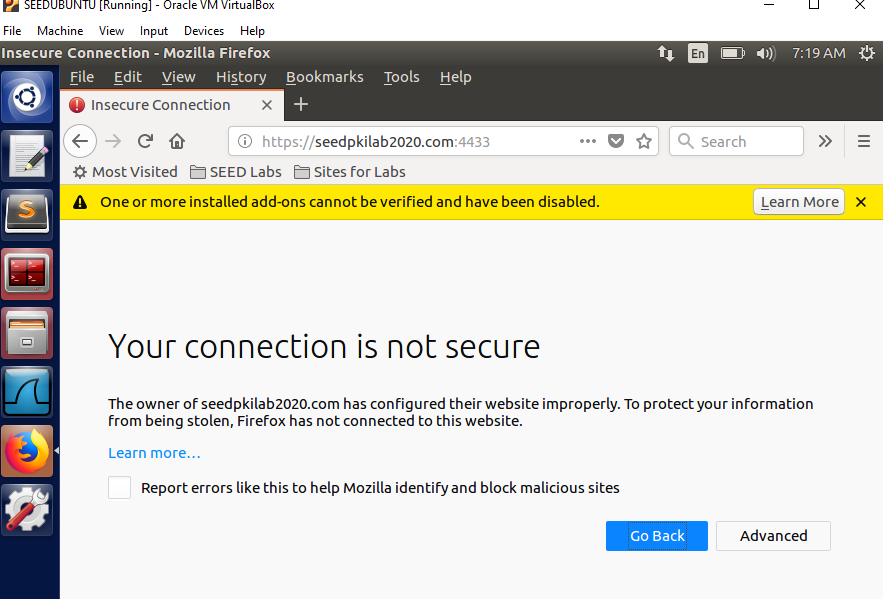 SEEDUBUNTU [Running] - Oracle VM VirtualBox
File Machine View Input Devices Help
Insecure Connection - Mozilla Firefox En 7:19 AM
File Edit View History Bookmarks Tools Help
Insecure Connection
https://seedpkilab2020.com:4433 Search
Most Visited SEED Labs Sites for Labs
One or more installed add-ons cannot be verified and have been disabled. Learn More
Your connection is not secure
The owner of seedpkilab2020.com has configured their website improperly. To protect your information
from being stolen, Firefox has not connected to this website.
Learn more…
Report errors like this to help Mozilla identify and block malicious sites
Go Back Advanced